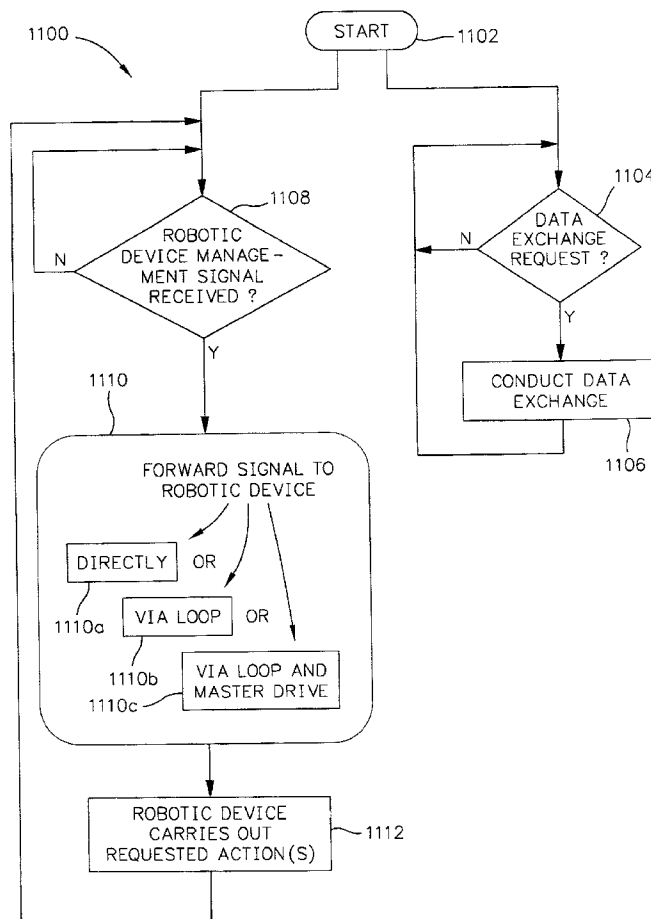 1100
START
1102
1108
ROBOTIC
DEVICE MANAGE-
MENT SIGNAL
RECEIVED ?
N
Y
1104
DATA
EXCHANGE
REQUEST ?
N
Y
CONDUCT DATA
EXCHANGE
1106
1110
FORWARD SIGNAL TO
ROBOTIC DEVICE
DIRECTLY OR
1110a
VIA LOOP OR
1110b
VIA LOOP AND
MASTER DRIVE
1110c
ROBOTIC DEVICE
CARRIES OUT
REQUESTED ACTION(S)
1112